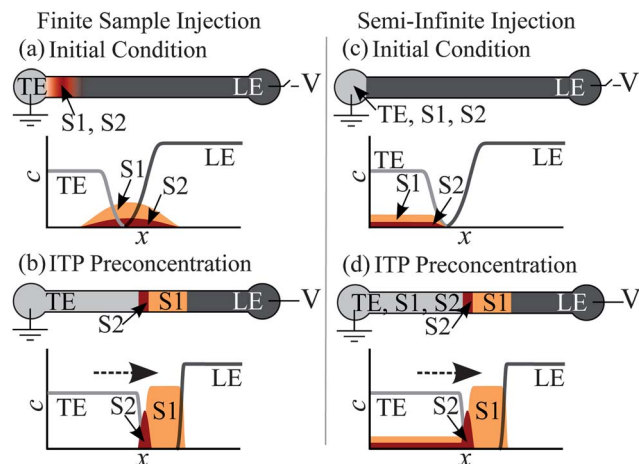 Finite Sample Injection
(a) Initial Condition
TE
LE
-V
S1, S2
TE
S1
S2
LE
c
x
(b) ITP Preconcentration
TE
S1
LE
V
S2
TE
S2
S1
LE
c
x
Semi-Infinite Injection
(c) Initial Condition
LE
-V
TE, S1, S2
TE
S1
S2
LE
c
x
(d) ITP Preconcentration
TE, S1, S2
S1
LE
V
S2
TE
S2
S1
LE
c
x